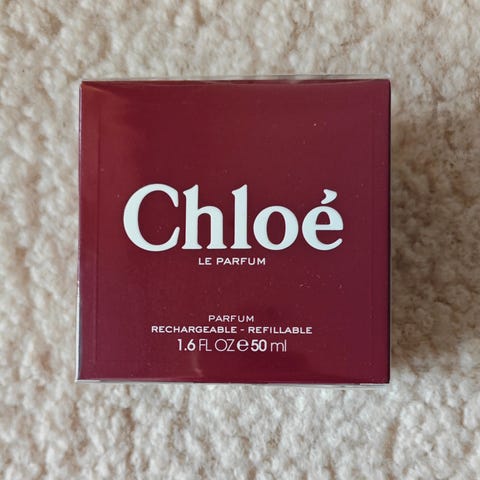 Chloé
LE PARFUM
PARFUM
RECHARGEABLE - REFILLABLE
1.6 FL OZ ℮ 50 ml